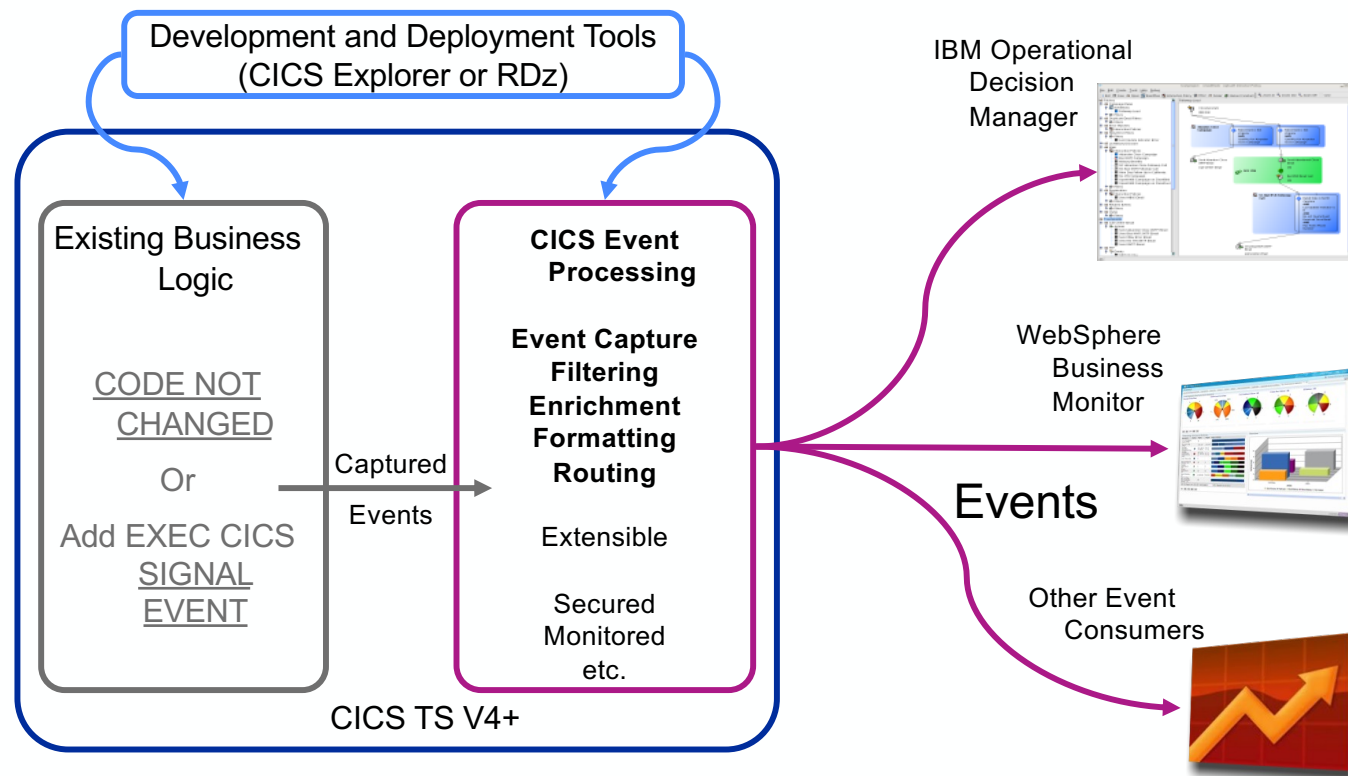 Development and Deployment Tools
(CICS Explorer or RDz)
Existing Business
Logic
CODE NOT
CHANGED
Or
Add EXEC CICS
SIGNAL
EVENT
Captured
Events
CICS Event
Processing
Event Capture
Filtering
Enrichment
Formatting
Routing
Extensible
Secured
Monitored
etc.
CICS TS V4+
Events
IBM Operational
Decision
Manager
WebSphere
Business
Monitor
Other Event
Consumers